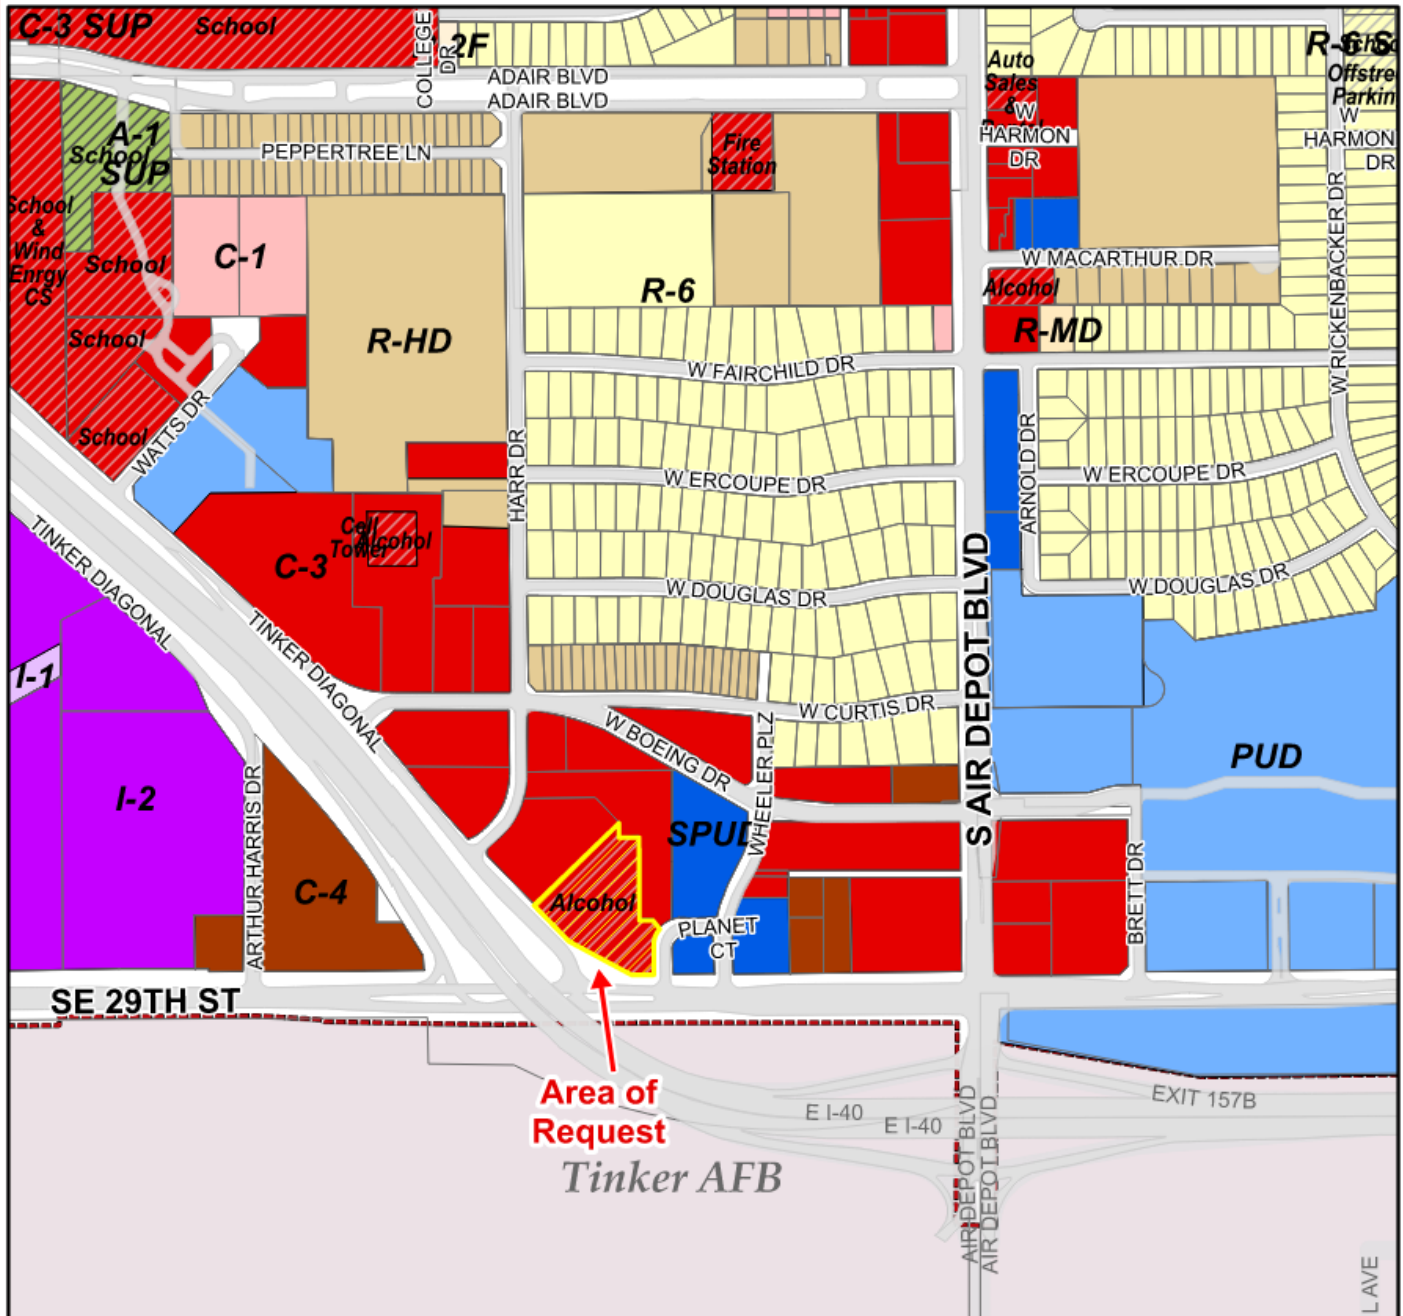 C-3 SUP
School
COLLEGE
DR
2F
ADAIR BLVD
ADAIR BLVD
Auto
Sales
&
R-6 S
Offstre
Parkin
W
HARMON
DR
W
HARMON
DR
A-1
School
SUP
PEPPERTREE LN
Fire
Station
School
&
Wind
Enrgy
CS
School
C-1
R-6
W MACARTHUR DR
Alcohol
R-MD
W RICKENBACKER DR
School
R-HD
W FAIRCHILD DR
School
WATTS DR
HARR DR
W ERCOUPE DR
ARNOLD DR
W ERCOUPE DR
Cell
Tower
Alcohol
C-3
TINKER DIAGONAL
TINKER DIAGONAL
W DOUGLAS DR
W DOUGLAS DR
S AIR DEPOT BLVD
I-1
W CURTIS DR
W BOEING DR
WHEELER PLZ
PUD
I-2
ARTHUR HARRIS DR
C-4
SPUD
BRETT DR
Alcohol
PLANET
CT
SE 29TH ST
Area of
Request
Tinker AFB
E I-40
E I-40
EXIT 157B
AIR DEPOT BLVD
AIR DEPOT BLVD
L AVE